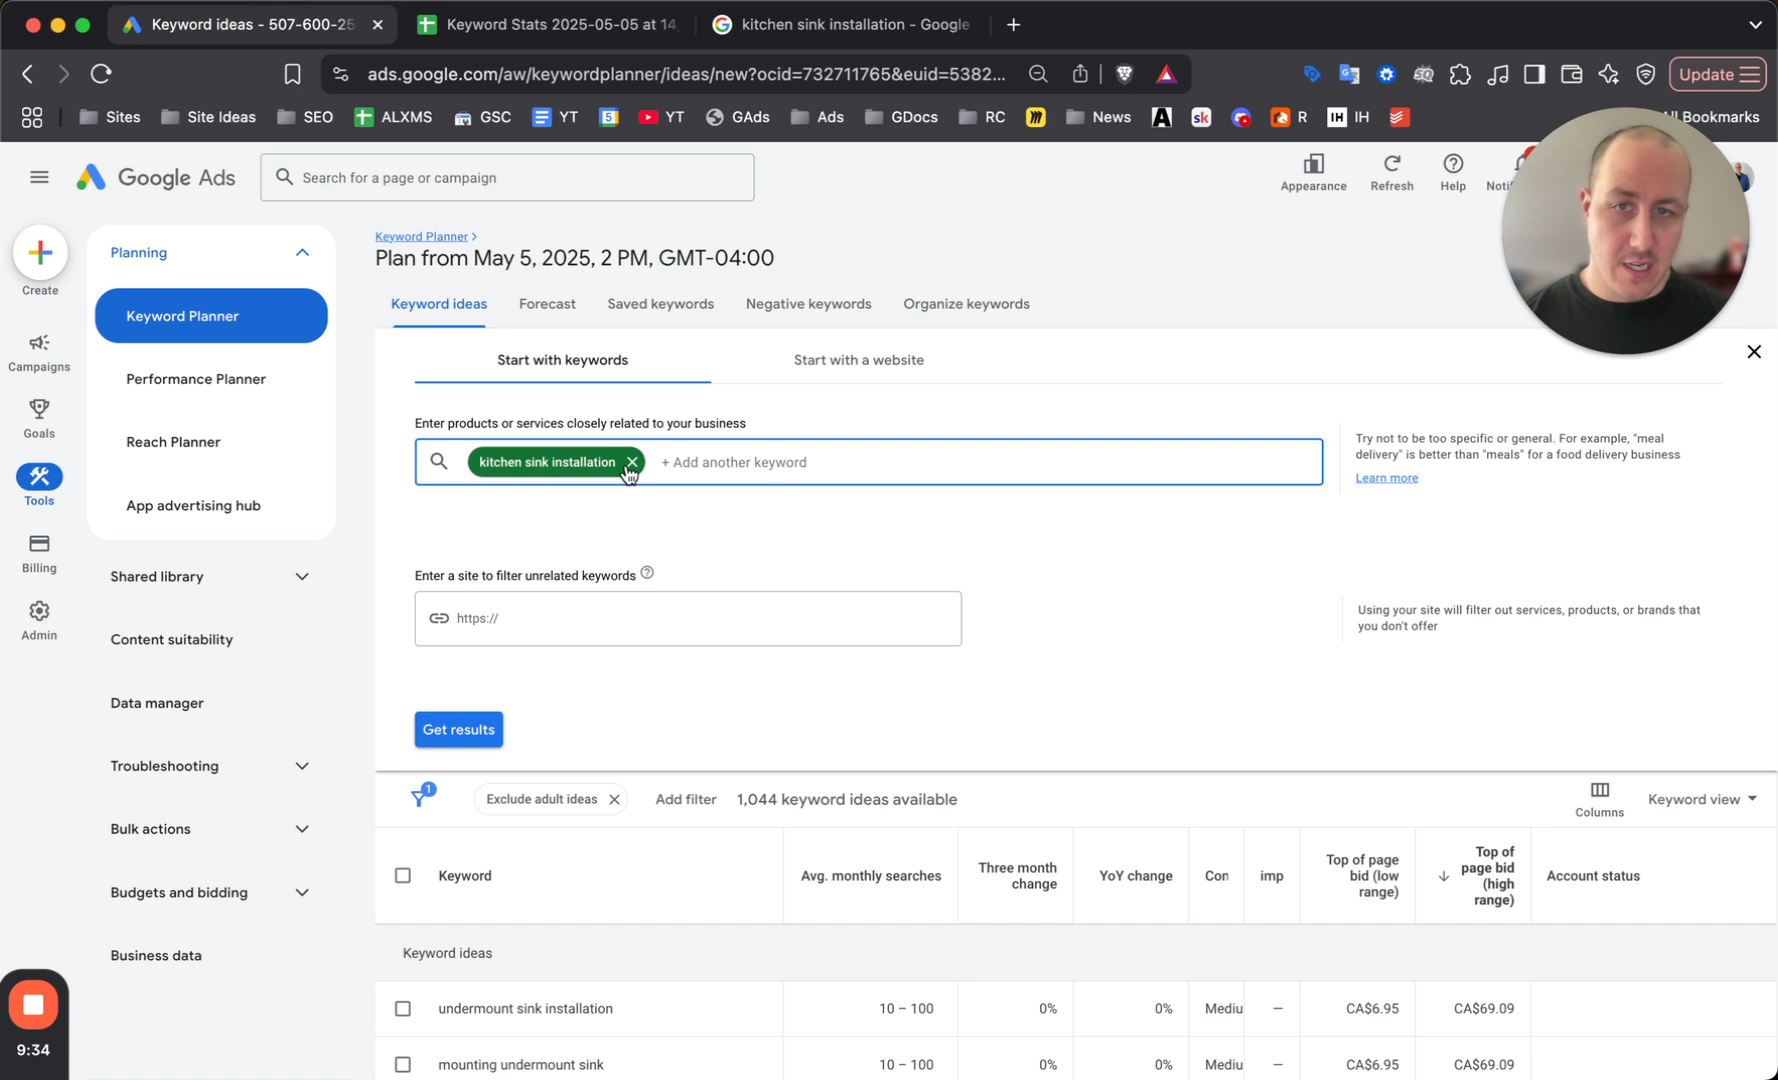 Keyword ideas - 507-600-25
Keyword Stats 2025-05-05 at 14
kitchen sink installation - Google
ads.google.com/aw/keywordplanner/ideas/new?ocid=732711765&euid=5382...
Update
Sites
Site Ideas
SEO
ALXMS
GSC
YT
5
YT
GAds
Ads
GDocs
RC
News
sk
R
IH
IH
All Bookmarks
Google Ads
Search for a page or campaign
Appearance
Refresh
Help
Create
Campaigns
Goals
Tools
Billing
Admin
Planning
Keyword Planner
Performance Planner
Reach Planner
App advertising hub
Shared library
Content suitability
Data manager
Troubleshooting
Bulk actions
Budgets and bidding
Business data
9:34
Keyword Planner >
Plan from May 5, 2025, 2 PM, GMT-04:00
Keyword ideas
Forecast
Saved keywords
Negative keywords
Organize keywords
Start with keywords
Start with a website
Enter products or services closely related to your business
kitchen sink installation
+ Add another keyword
Try not to be too specific or general. For example, "meal
delivery" is better than "meals" for a food delivery business
Learn more
Enter a site to filter unrelated keywords
https://
Using your site will filter out services, products, or brands that
you don't offer
Get results
1
Exclude adult ideas
Add filter
1,044 keyword ideas available
Columns
Keyword view
Keyword
Avg. monthly searches
Three month
change
YoY change
Con
imp
Top of page
bid (low
range)
Top of
page bid
(high
range)
Account status
Keyword ideas
undermount sink installation
10 – 100
0%
0%
Mediu
—
CA$6.95
CA$69.09
mounting undermount sink
10 – 100
0%
0%
Mediu
—
CA$6.95
CA$69.09